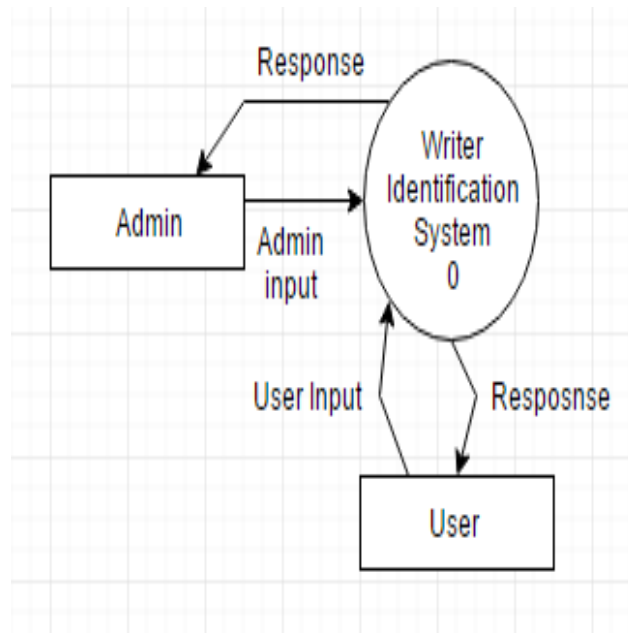 Response
Writer
Identification
System
0
Admin
Admin
input
User Input
Resposnse
User